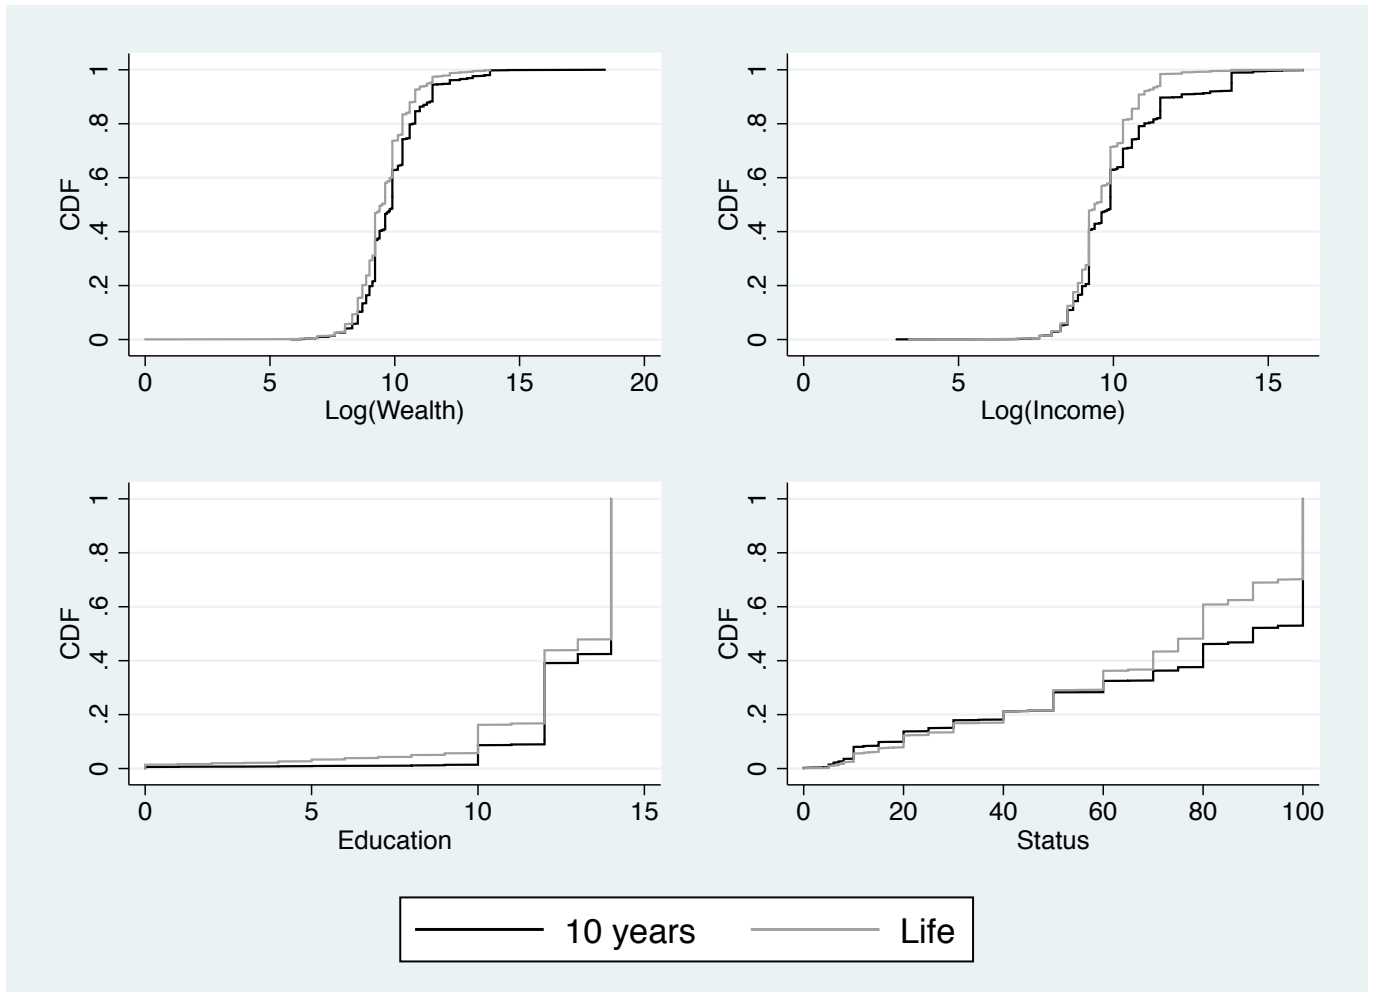 CDF
0 .2 .4 .6 .8 1
0 5 10 15 20
Log(Wealth)
CDF
0 .2 .4 .6 .8 1
0 5 10 15
Log(Income)
CDF
0 .2 .4 .6 .8 1
0 5 10 15
Education
CDF
0 .2 .4 .6 .8 1
0 20 40 60 80 100
Status
10 years Life